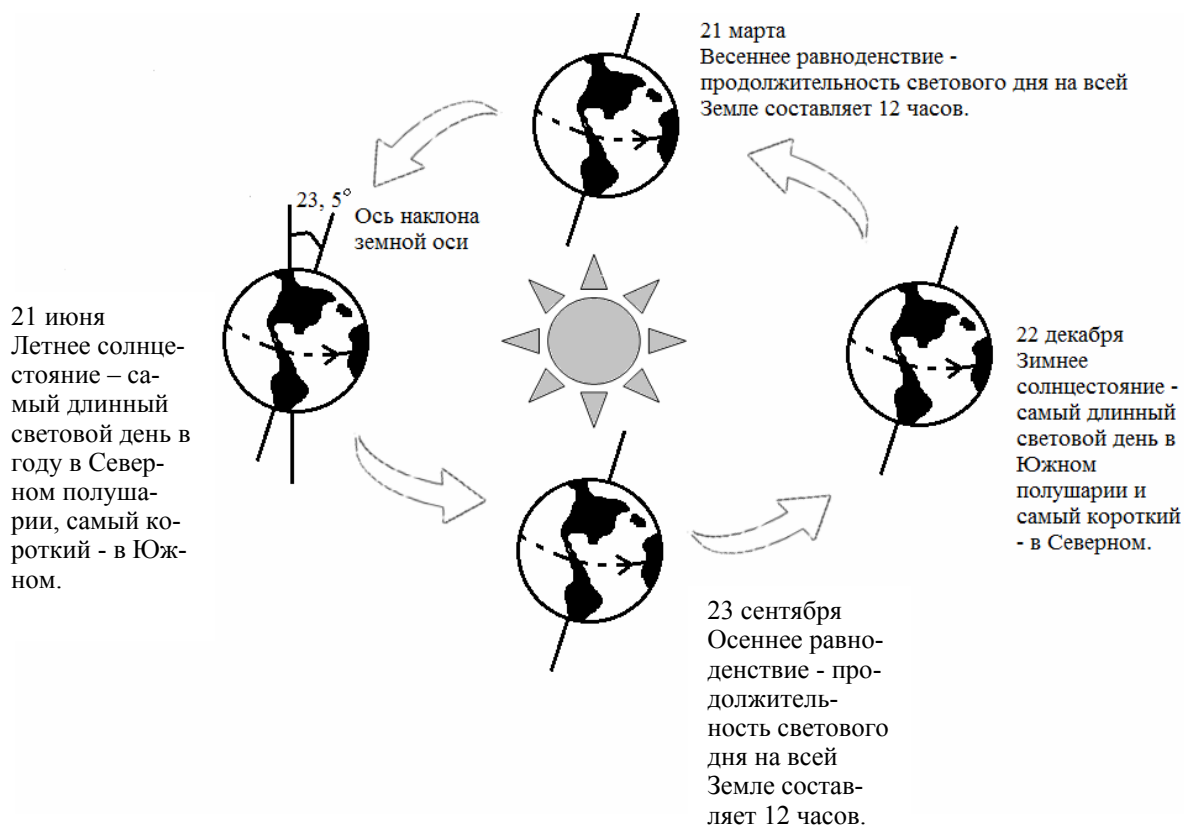 21 марта
Весеннее равноденствие -
продолжительность светового дня на всей
Земле составляет 12 часов.
23, 5°
Ось наклона
земной оси
21 июня
Летнее солнце-
стояние – са-
мый длинный
световой день в
году в Север-
ном полуша-
рии, самый ко-
роткий - в Юж-
ном.
22 декабря
Зимнее
солнцестояние -
самый длинный
световой день в
Южном
полушарии и
самый короткий
- в Северном.
23 сентября
Осеннее равно-
денствие - про-
должитель-
ность светового
дня на всей
Земле состав-
ляет 12 часов.